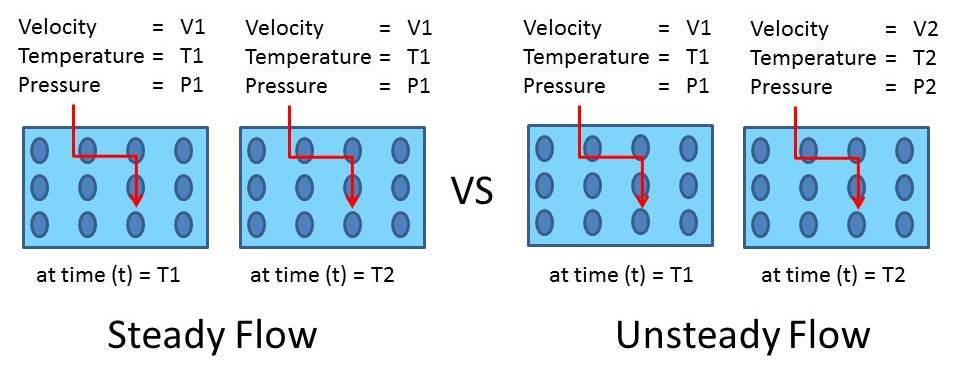 Velocity = V1
Temperature = T1
Pressure = P1
Velocity = V1
Temperature = T1
Pressure = P1
Velocity = V1
Temperature = T1
Pressure = P1
Velocity = V2
Temperature = T2
Pressure = P2
VS
at time (t) = T1
at time (t) = T2
at time (t) = T1
at time (t) = T2
Steady Flow
Unsteady Flow